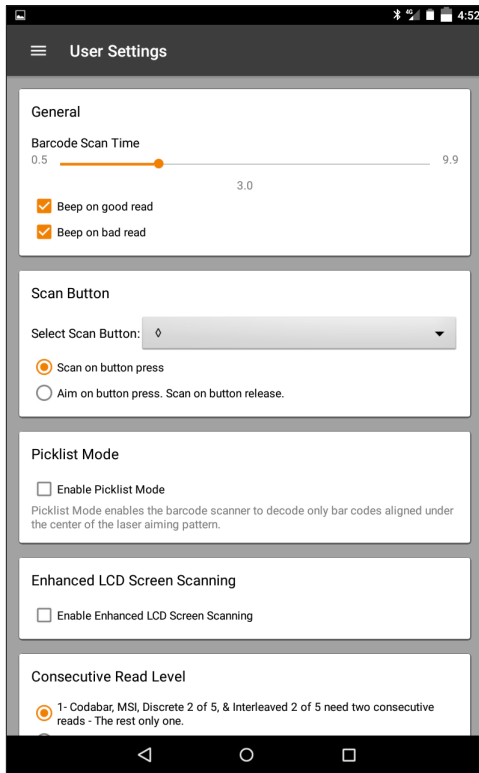 4G 4:52
User Settings
General
Barcode Scan Time
0.5 9.9
3.0
Beep on good read
Beep on bad read
Scan Button
Select Scan Button: ◊
Scan on button press
Aim on button press. Scan on button release.
Picklist Mode
Enable Picklist Mode
Picklist Mode enables the barcode scanner to decode only bar codes aligned under
the center of the laser aiming pattern.
Enhanced LCD Screen Scanning
Enable Enhanced LCD Screen Scanning
Consecutive Read Level
1- Codabar, MSI, Discrete 2 of 5, & Interleaved 2 of 5 need two consecutive
reads - The rest only one.